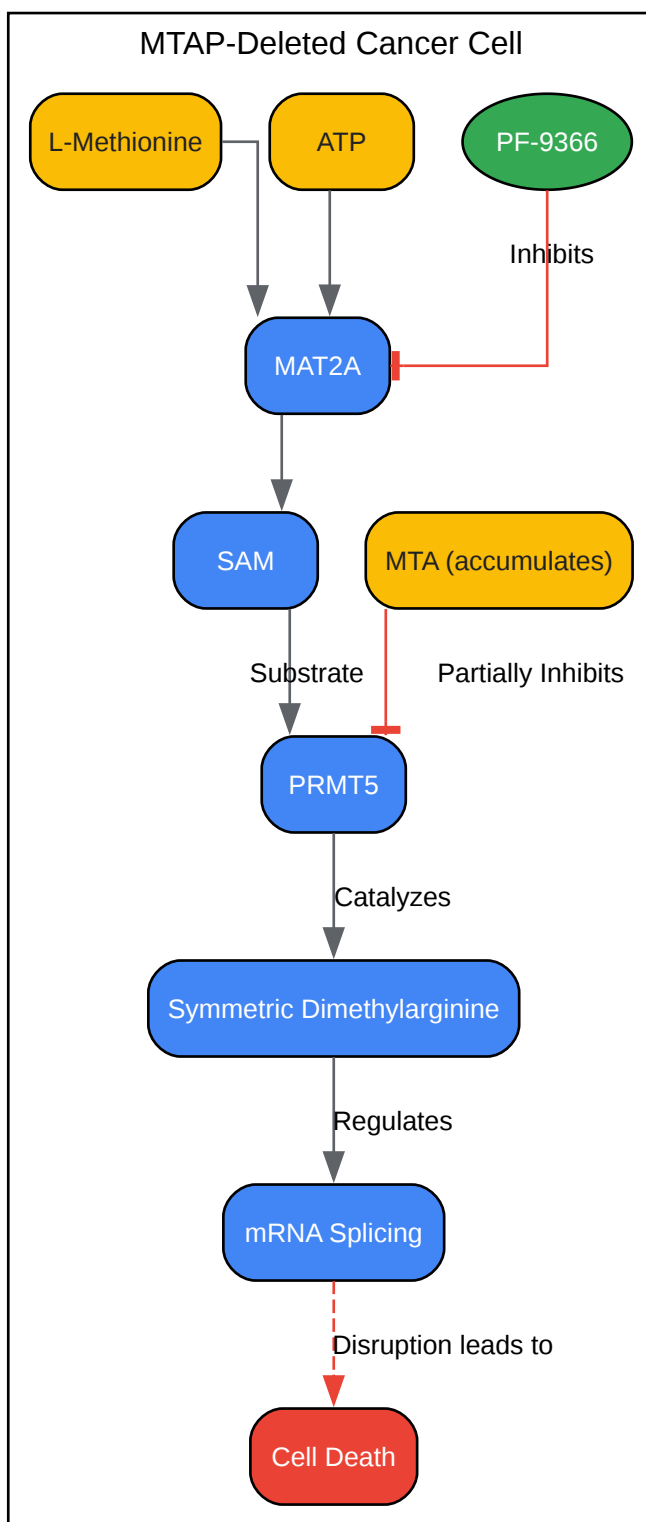 MTAP-Deleted Cancer Cell
L-Methionine
ATP
PF-9366
Inhibits
MAT2A
SAM
MTA (accumulates)
Substrate
Partially Inhibits
PRMT5
Catalyzes
Symmetric Dimethylarginine
Regulates
mRNA Splicing
Disruption leads to
Cell Death